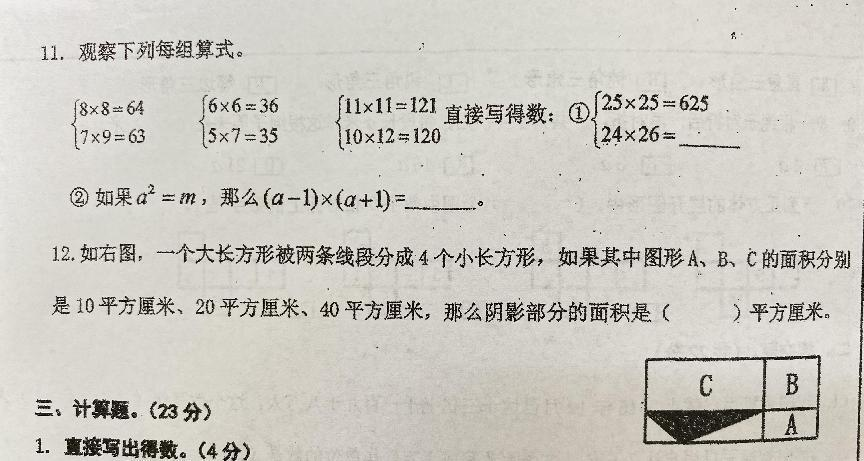 11. 观察下列每组算式。
8×8=64 6×6=36 11×11=121 直接写得数：① 25×25=625
7×9=63 5×7=35 10×12=120 24×26=______
② 如果a²=m，那么(a-1)×(a+1)=______。
12.如右图，一个大长方形被两条线段分成4个小长方形，如果其中图形A、B、C的面积分别
是10平方厘米、20平方厘米、40平方厘米，那么阴影部分的面积是（ ）平方厘米。
C B
A
三、计算题。（23分）
1. 直接写出得数。（4分）